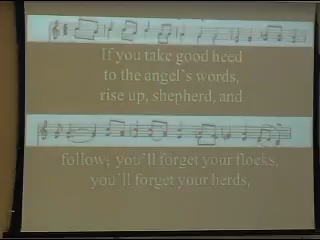 If you take good heed
to the angel's words,
rise up, shepherd, and
follow; you'll forget your flocks,
you'll forget your herds,